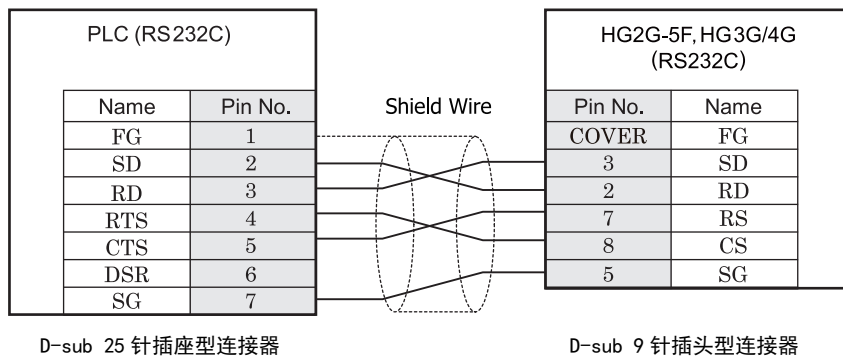 PLC (RS232C)
Name Pin No.
FG 1
SD 2
RD 3
RTS 4
CTS 5
DSR 6
SG 7
Shield Wire
HG2G-5F, HG3G/4G
(RS232C)
Pin No. Name
COVER FG
3 SD
2 RD
7 RS
8 CS
5 SG
D-sub 25 针插座型连接器
D-sub 9 针插头型连接器